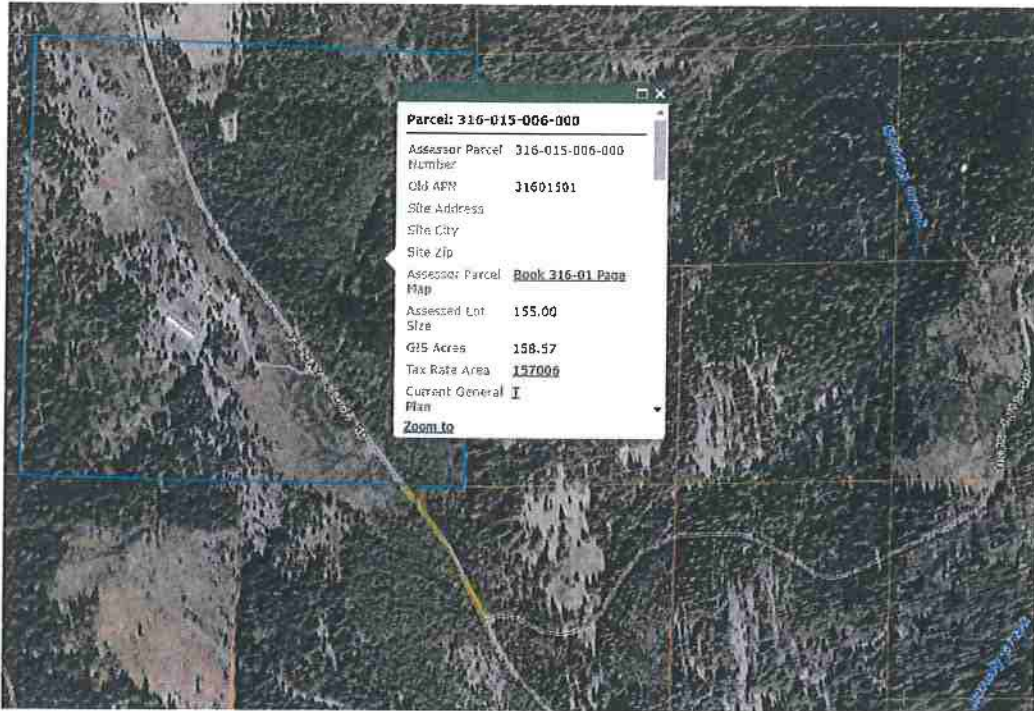 Parcel: 316-015-006-000
Assessor Parcel 316-015-006-000
Number
Old APN 31601501
Site Address
Site City
Site Zip
Assessor Parcel Book 316-01 Page
Map
Assessed Lot 155.00
Size
GIS Acres 158.57
Tax Rate Area 157006
Current General T
Plan
Zoom to